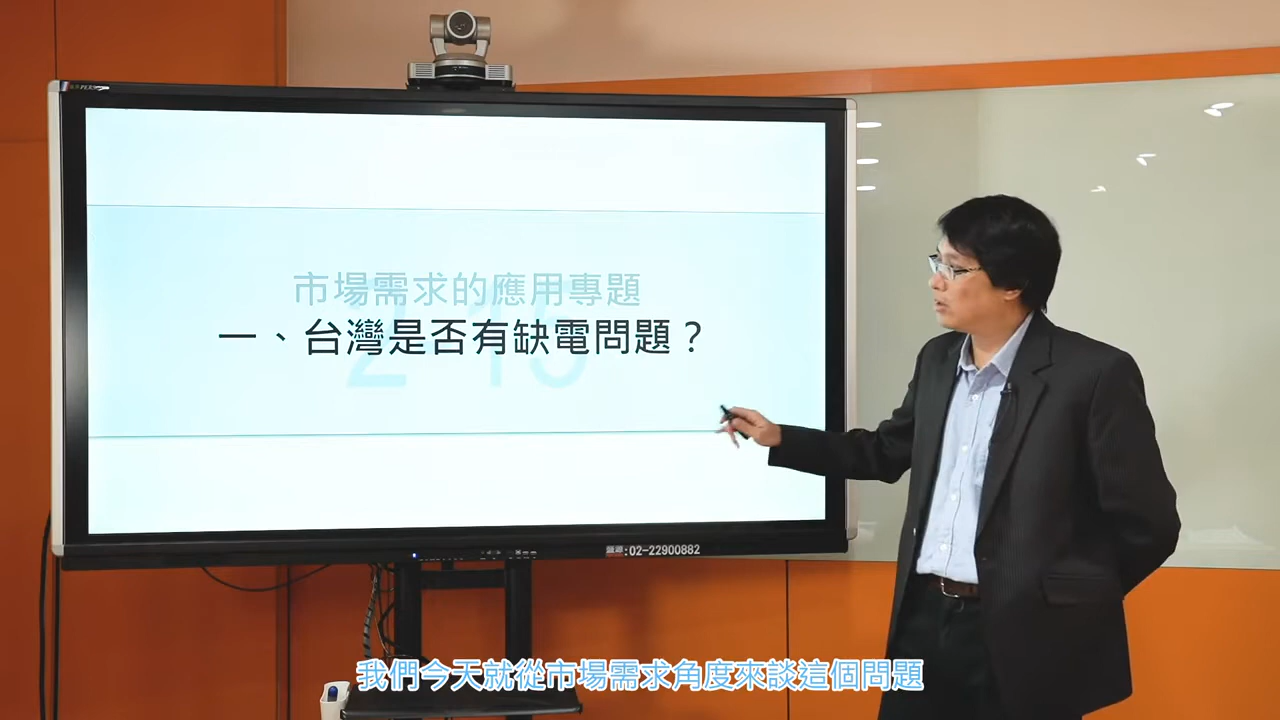 市場需求的應用專題
一、台灣是否有缺電問題？
2 16
:02-22900882
我們今天就從市場需求角度來談這個問題